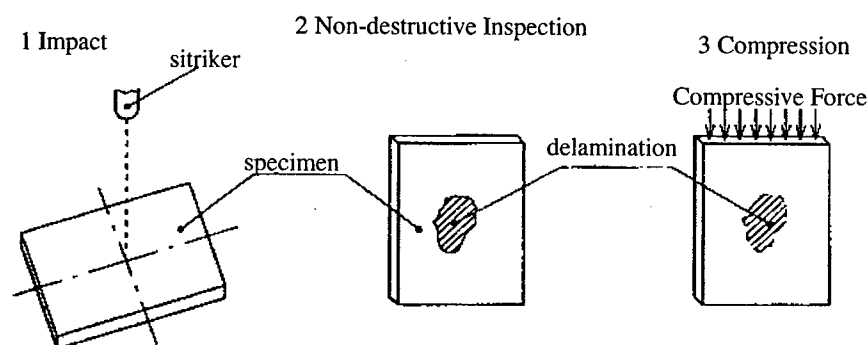 1 Impact
sitriker
2 Non-destructive Inspection
3 Compression
Compressive Force
specimen
delamination